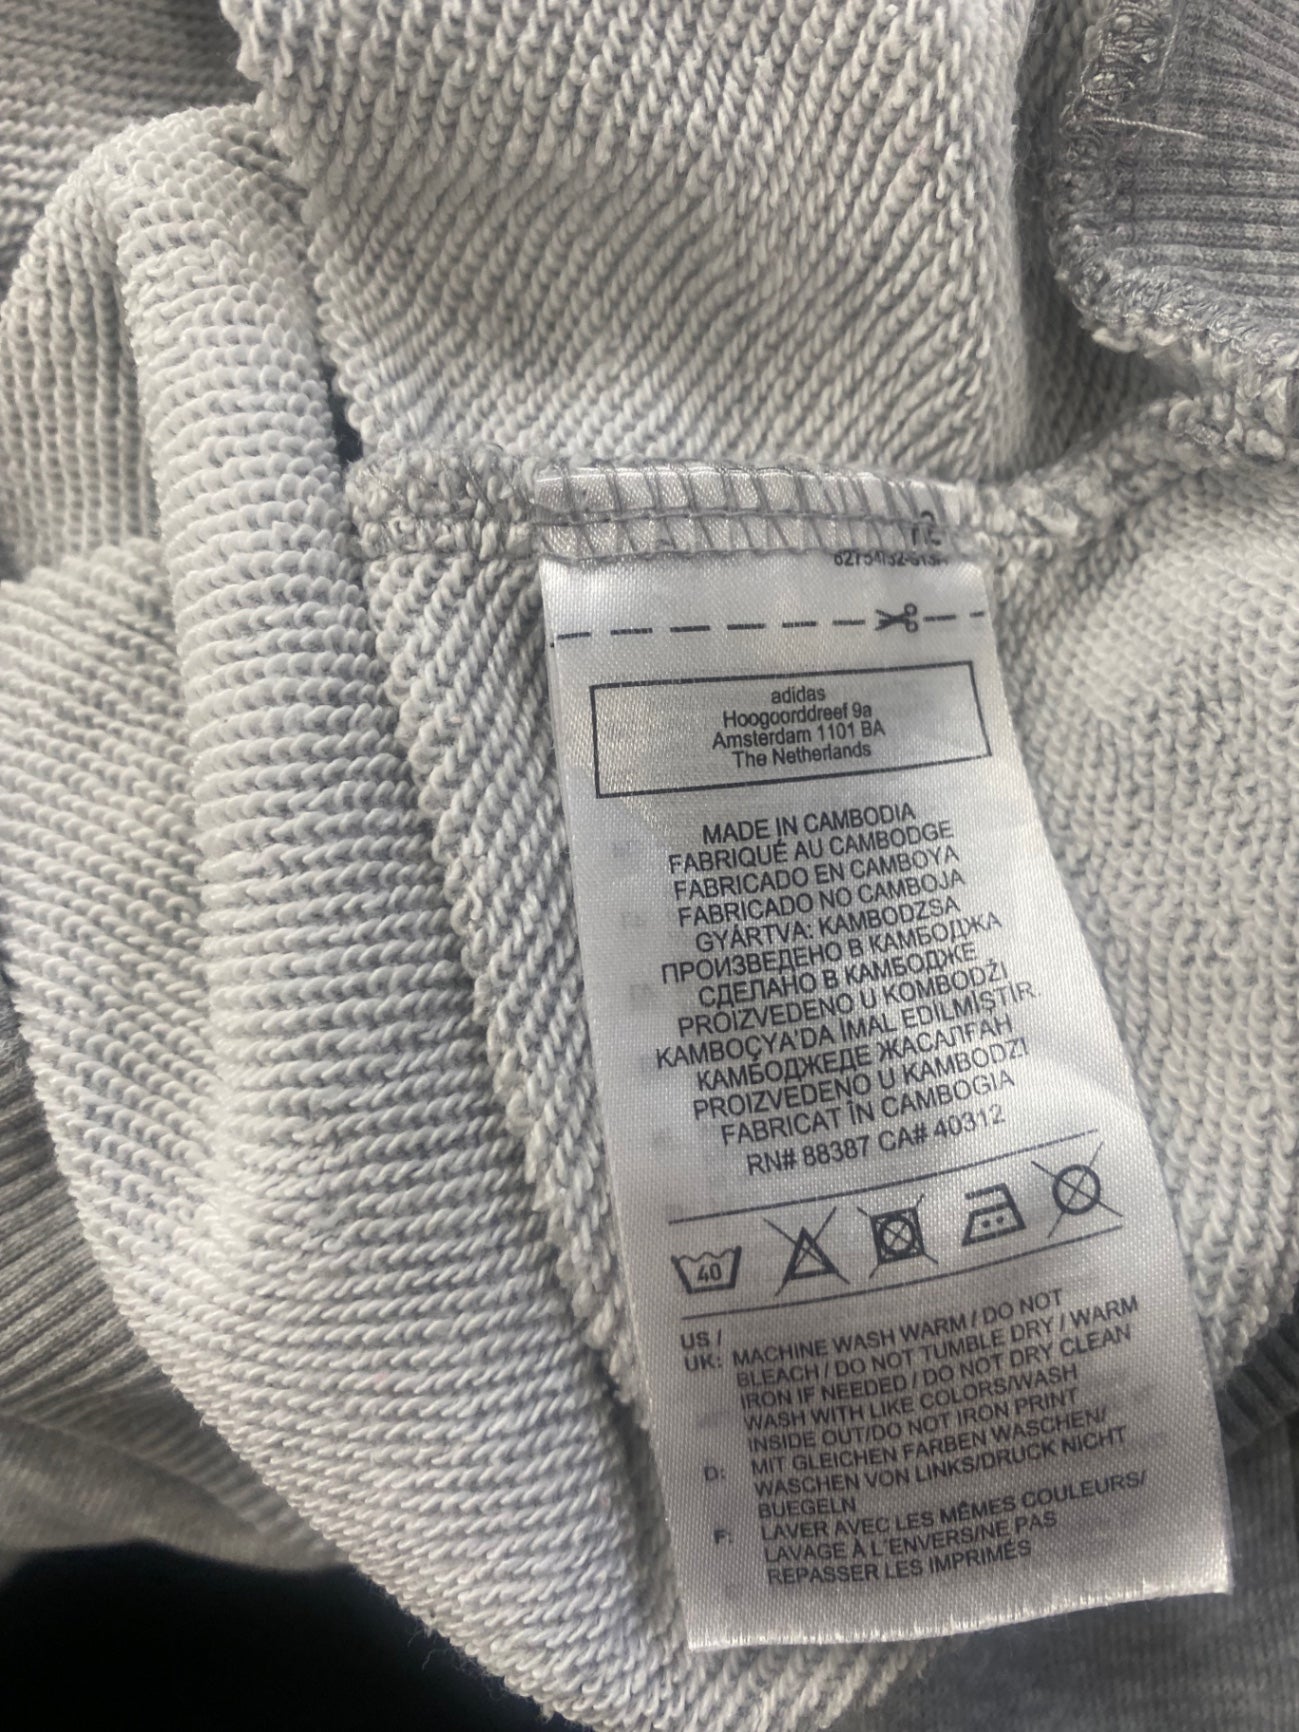 adidas
Hoogoorddreef 9a
Amsterdam 1101 BA
The Netherlands
MADE IN CAMBODIA
FABRIQUÉ AU CAMBODGE
FABRICADO EN CAMBOYA
FABRICADO NO CAMBOJA
GYÁRTVA: KAMBODZSA
ПРОИЗВЕДЕНО В КАМБОДЖА
СДЕЛАНО В КАМБОДЖЕ
PROIZVEDENO U KOMBODŽI
KAMBOÇYA'DA İMAL EDİLMİŞTİR
КАМБОДЖЕДЕ ЖАСАЛҒАН
PROIZVEDENO U KAMBODZI
FABRICAT ÎN CAMBOGIA
RN# 88387 CA# 40312
40
US /
UK: MACHINE WASH WARM / DO NOT
BLEACH / DO NOT TUMBLE DRY / WARM
IRON IF NEEDED / DO NOT DRY CLEAN
WASH WITH LIKE COLORS/WASH
INSIDE OUT/DO NOT IRON PRINT
D: MIT GLEICHEN FARBEN WASCHEN/
WASCHEN VON LINKS/DRUCK NICHT
BUEGELN
F: LAVER AVEC LES MÊMES COULEURS/
LAVAGE À L'ENVERS/NE PAS
REPASSER LES IMPRIMÉS